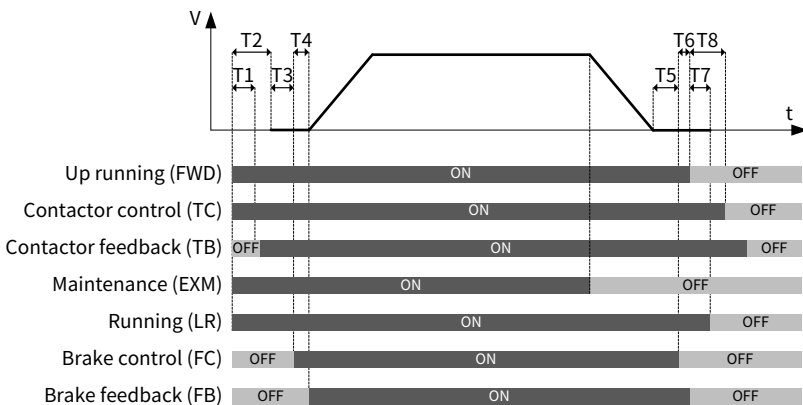 V
T2 T4 T6 T8
T1 T3 T5 T7
t
Up running (FWD) ON OFF
Contactor control (TC) ON OFF
Contactor feedback (TB) OFF ON OFF
Maintenance (EXM) ON OFF
Running (LR) ON OFF
Brake control (FC) OFF ON OFF
Brake feedback (FB) OFF ON OFF